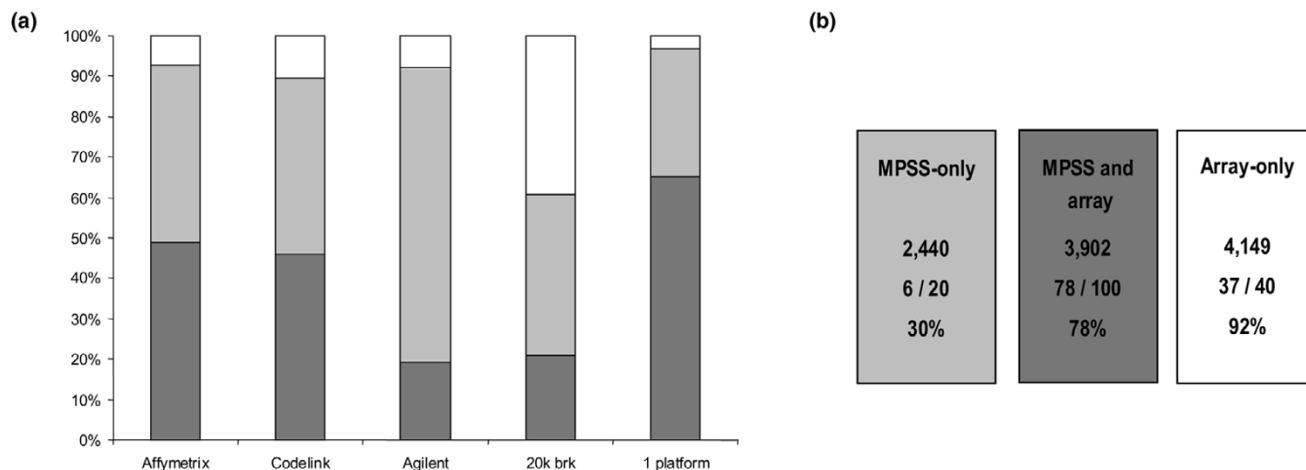 (a)
100%
90%
80%
70%
60%
50%
40%
30%
20%
10%
0%
Affymetrix
Codelink
Agilent
20k brk
1 platform
(b)
MPSS-only
2,440
6 / 20
30%
MPSS and
array
3,902
78 / 100
78%
Array-only
4,149
37 / 40
92%